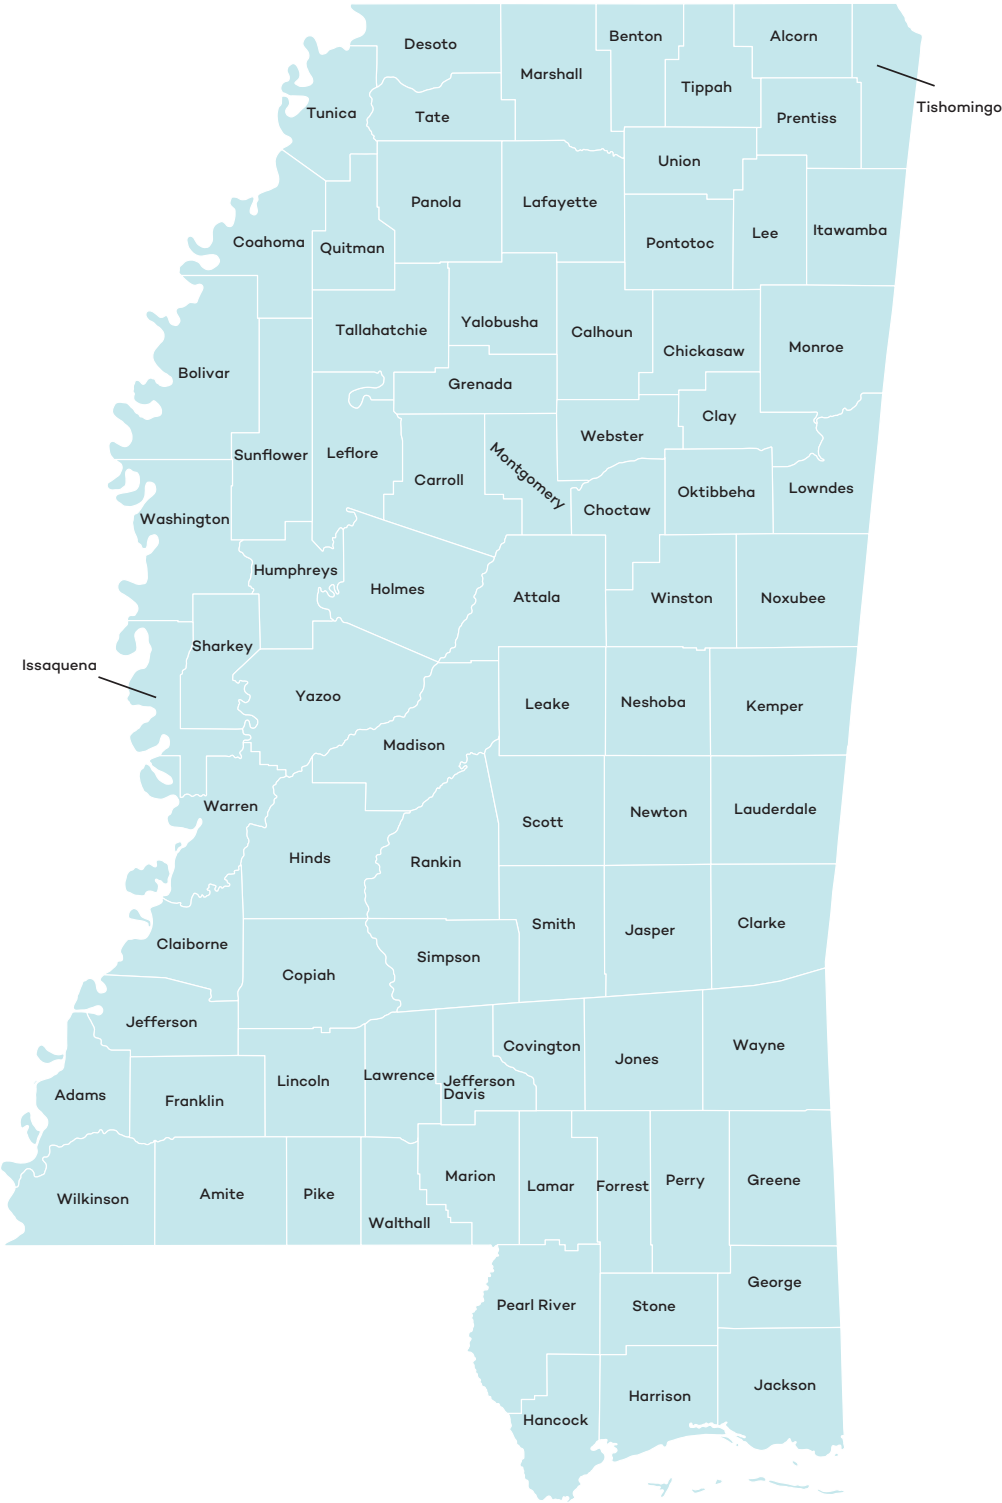 Desoto
Benton
Alcorn
Marshall
Tippah
Tishomingo
Tunica
Tate
Prentiss
Union
Panola
Lafayette
Lee
Itawamba
Coahoma
Quitman
Pontotoc
Tallahatchie
Yalobusha
Calhoun
Chickasaw
Monroe
Bolivar
Grenada
Clay
Webster
Sunflower
Leflore
Carroll
Montgomery
Choctaw
Oktibbeha
Lowndes
Washington
Humphreys
Holmes
Attala
Winston
Noxubee
Sharkey
Issaquena
Yazoo
Leake
Neshoba
Kemper
Madison
Warren
Scott
Newton
Lauderdale
Hinds
Rankin
Smith
Jasper
Clarke
Claiborne
Copiah
Simpson
Jefferson
Covington
Jones
Wayne
Adams
Franklin
Lincoln
Lawrence
Jefferson
Davis
Wilkinson
Amite
Pike
Walthall
Marion
Lamar
Forrest
Perry
Greene
Pearl River
Stone
George
Hancock
Harrison
Jackson